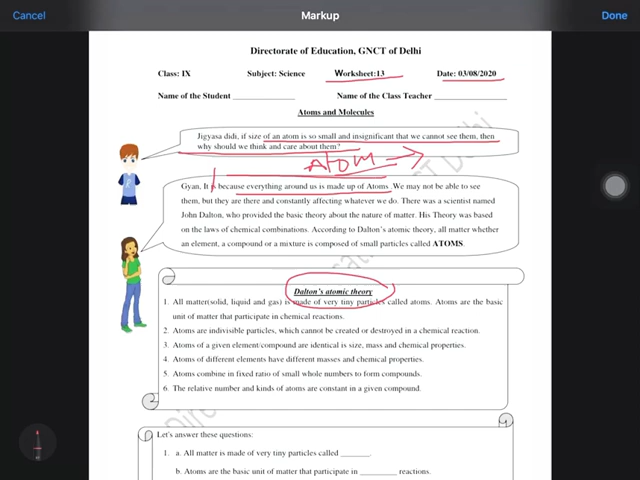 Cancel
Markup
Done
Directorate of Education, GNCT of Delhi
Class: IX Subject: Science Worksheet:13 Date: 03/08/2020
Name of the Student ____________ Name of the Class Teacher ______________
Atoms and Molecules
Jigyasa didi, if size of an atom is so small and insignificant that we cannot see them, then
why should we think and care about them?
Atom
Gyan. It is because everything around us is made up of Atoms. We may not be able to see
them, but they are there and constantly affecting whatever we do. There was a scientist named
John Dalton, who provided the basic theory about the nature of matter. His Theory was based
on the laws of chemical combinations. According to Dalton's atomic theory, all matter whether
an element, a compound or a mixture is composed of small particles called ATOMS.
Dalton's atomic theory
1. All matter(solid, liquid and gas) is made of very tiny particles called atoms. Atoms are the basic
unit of matter that participate in chemical reactions.
2. Atoms are indivisible particles, which cannot be created or destroyed in a chemical reaction.
3. Atoms of a given element/compound are identical is size, mass and chemical properties.
4. Atoms of different elements have different masses and chemical properties.
5. Atoms combine in fixed ratio of small whole numbers to form compounds.
6. The relative number and kinds of atoms are constant in a given compound.
Let's answer these questions:
1. a. All matter is made of very tiny particles called ______.
b. Atoms are the basic unit of matter that participate in ________ reactions.